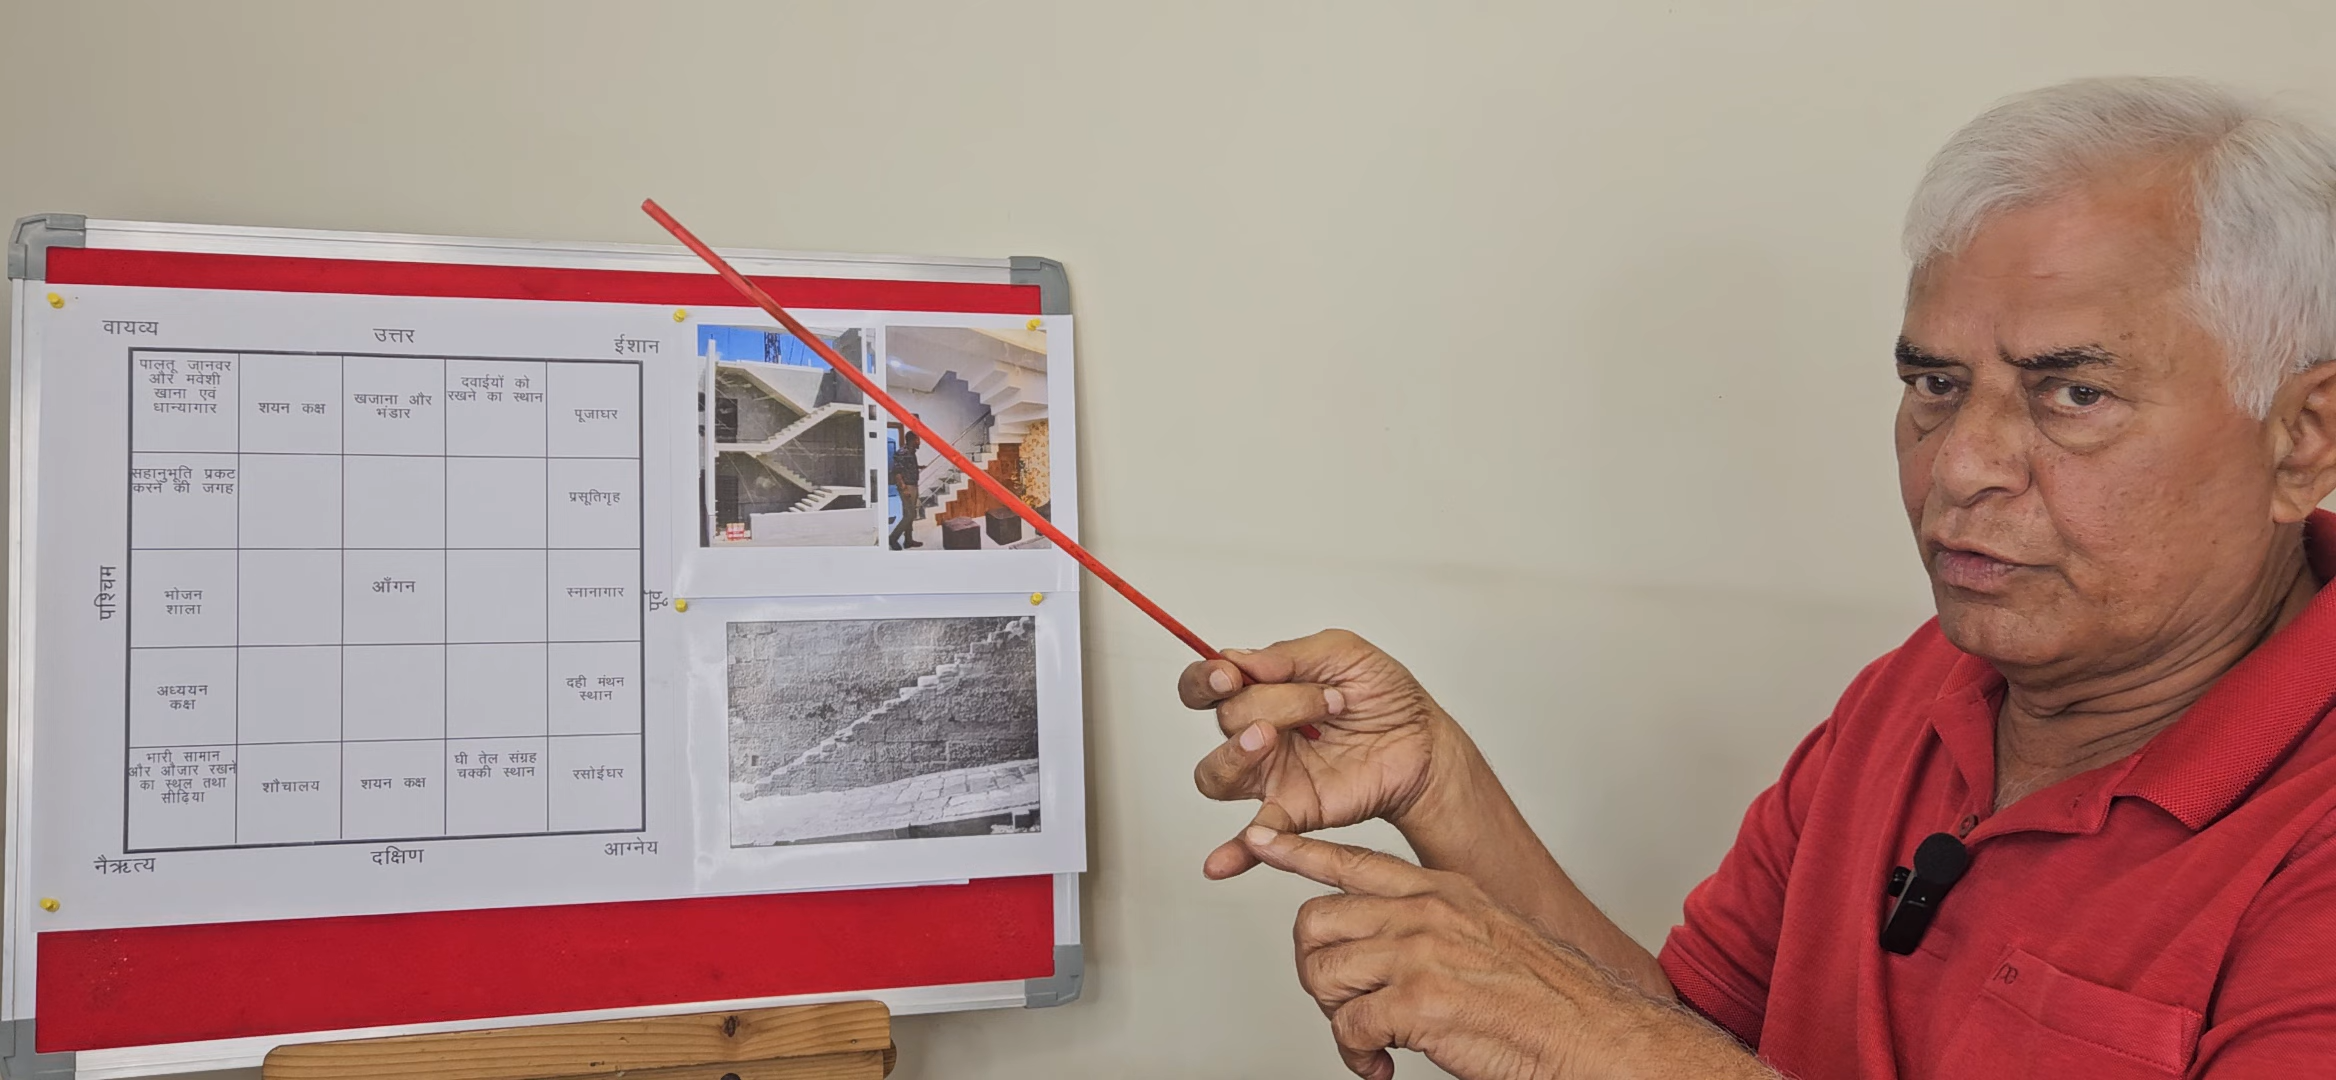 वायव्य
उत्तर
ईशान
पालतू जानवर
और मवेशी
खाना एवं
धान्यागार
शयन कक्ष
खजाना और
भंडार
दवाईयों को
रखने का स्थान
पूजाघर
सहानुभूति प्रकट
करने की जगह
प्रसूतिगृह
पश्चिम
भोजन
शाला
आँगन
स्नानागार
पूर्व
अध्ययन
कक्ष
दही मंथन
स्थान
भारी सामान
और औजार रखने
का स्थल तथा
सीढ़िया
शौचालय
शयन कक्ष
घी तेल संग्रह
चक्की स्थान
रसोईघर
नैऋत्य
दक्षिण
आग्नेय